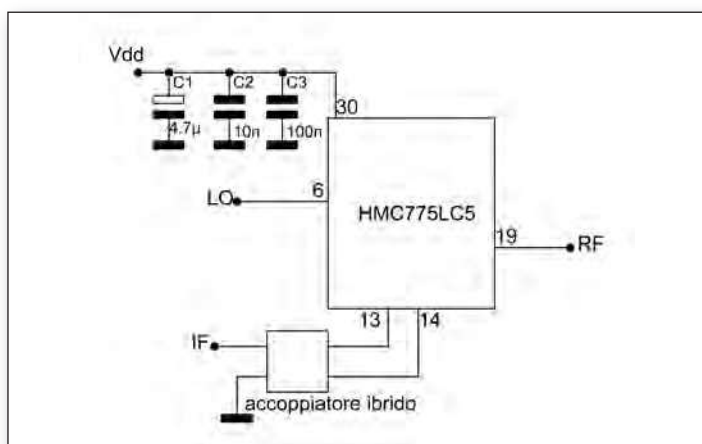 Vdd
C1
C2
C3
4.7µ
10n
100n
30
6
LO
HMC775LC5
19
RF
13
14
IF
accoppiatore ibrido